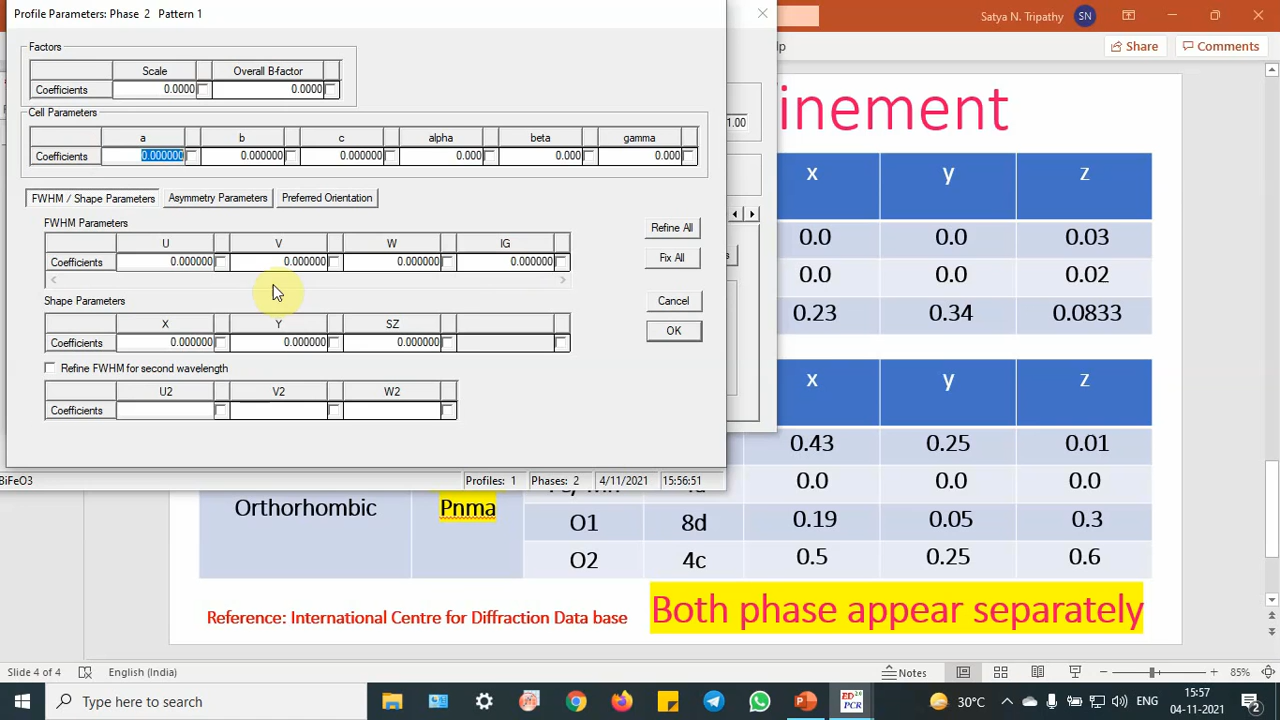 Profile Parameters: Phase 2 Pattern 1
Satya N. Tripathy SN
Share Comments
Factors
Scale Overall B-factor
Coefficients 0.0000 0.0000
Cell Parameters
a b c alpha beta gamma
Coefficients 0.000000 0.000000 0.000000 0.000 0.000 0.000
FWHM / Shape Parameters Asymmetry Parameters Preferred Orientation
FWHM Parameters
U V W IG
Coefficients 0.000000 0.000000 0.000000 0.000000
Shape Parameters
X Y SZ
Coefficients 0.000000 0.000000 0.000000
Refine FWHM for second wavelength
U2 V2 W2
Coefficients
Refine All
Fix All
Cancel
OK
1.00
BiFeO3 Profiles: 1 Phases: 2 4/11/2021 15:56:51
inement
x y z
0.0 0.0 0.03
0.0 0.0 0.02
0.23 0.34 0.0833
x y z
0.43 0.25 0.01
0.0 0.0 0.0
Orthorhombic Pnma
O1 8d 0.19 0.05 0.3
O2 4c 0.5 0.25 0.6
Reference: International Centre for Diffraction Data base
Both phase appear separately
Slide 4 of 4 English (India) Notes 85%
Type here to search
ED PCR
30°C ENG 15:57
04-11-2021 2